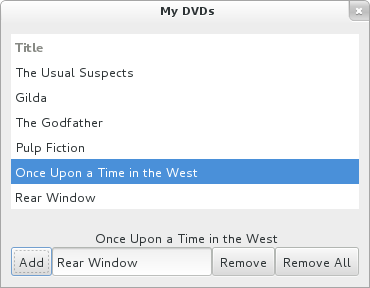 My DVDs
Title
The Usual Suspects
Gilda
The Godfather
Pulp Fiction
Once Upon a Time in the West
Rear Window
Once Upon a Time in the West
Add Rear Window Remove Remove All